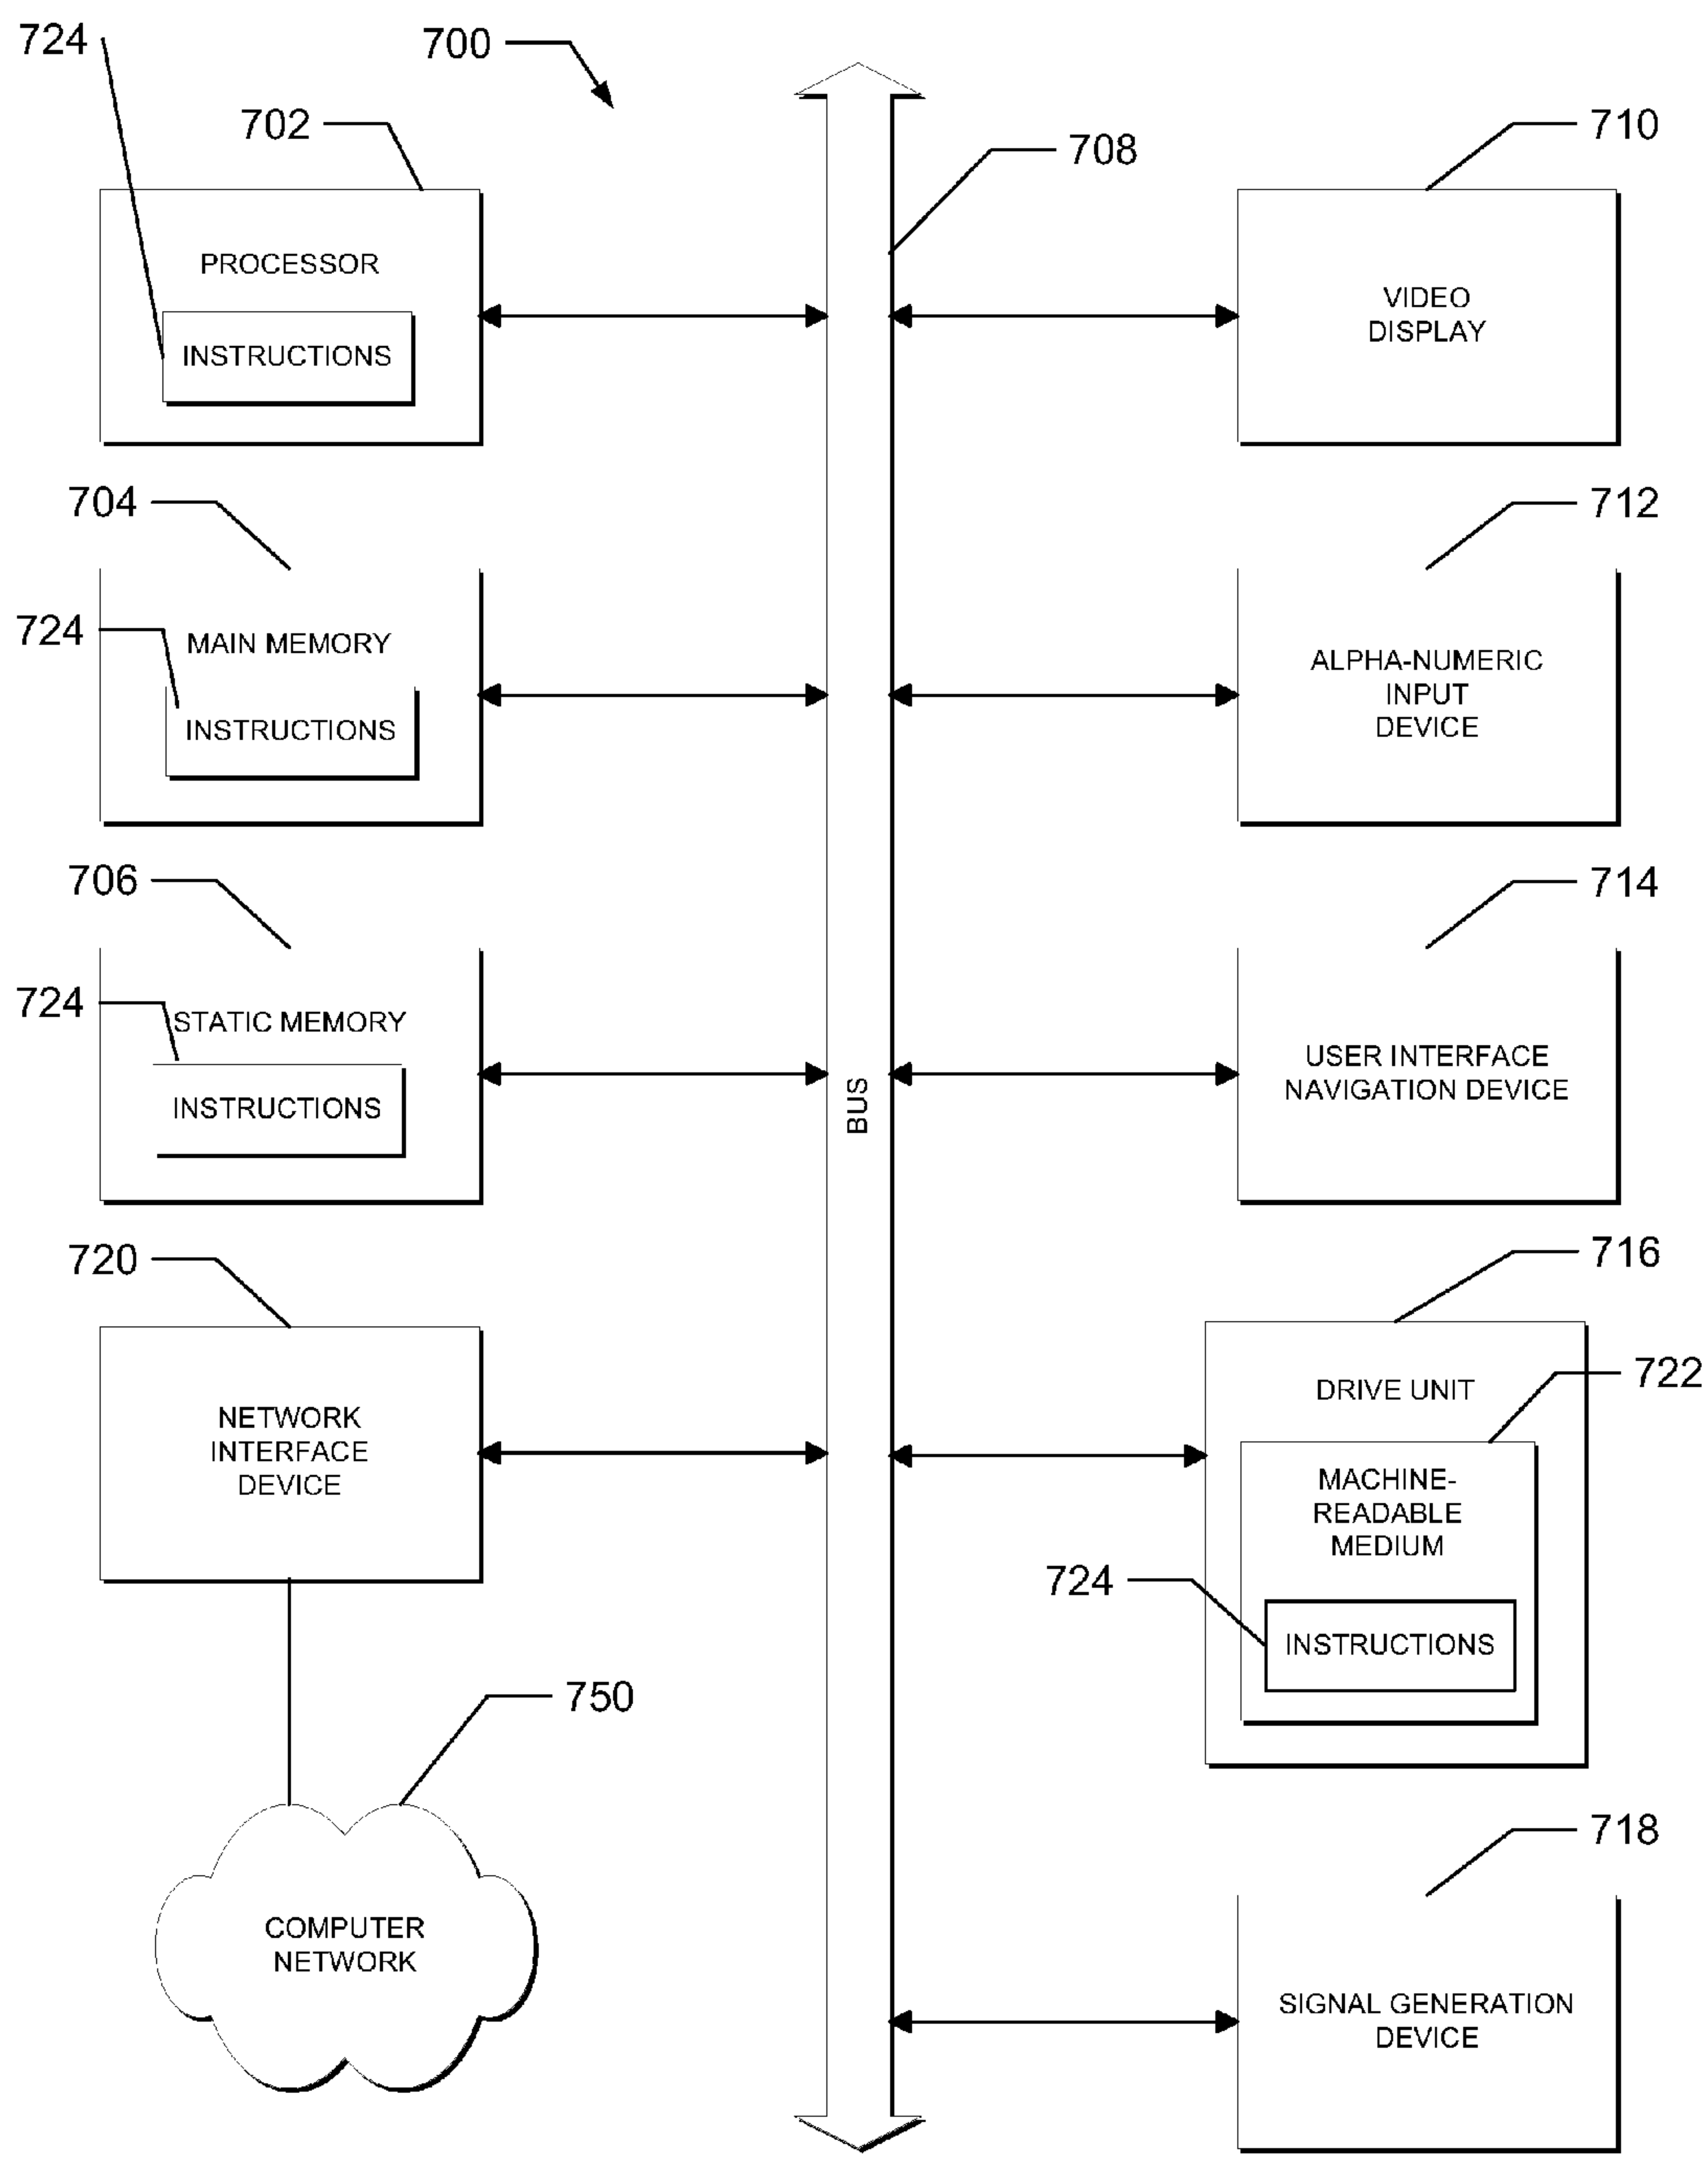 724
700
702
708
710
PROCESSOR
INSTRUCTIONS
VIDEO
DISPLAY
704
712
724
MAIN MEMORY
INSTRUCTIONS
ALPHA-NUMERIC
INPUT
DEVICE
706
714
724
STATIC MEMORY
INSTRUCTIONS
BUS
USER INTERFACE
NAVIGATION DEVICE
720
716
722
NETWORK
INTERFACE
DEVICE
DRIVE UNIT
MACHINE-
READABLE
MEDIUM
724
INSTRUCTIONS
750
718
COMPUTER
NETWORK
SIGNAL GENERATION
DEVICE